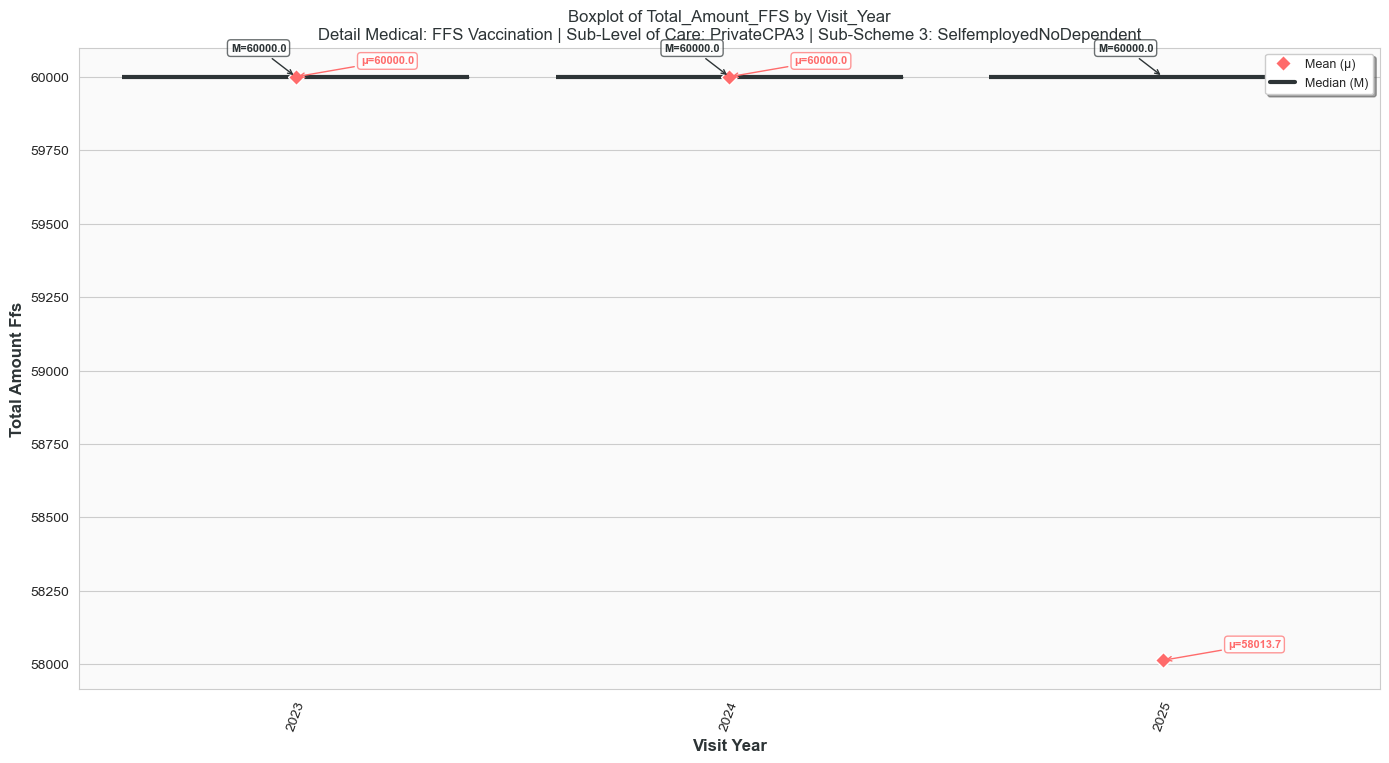 Boxplot of Total_Amount_FFS by Visit_Year
Detail Medical: FFS Vaccination | Sub-Level of Care: PrivateCPA3 | Sub-Scheme 3: SelfemployedNoDependent
M=60000.0
M=60000.0
M=60000.0
μ=60000.0
μ=60000.0
Mean (μ)
Median (M)
60000
59750
59500
59250
59000
58750
58500
58250
58000
Total Amount Ffs
μ=58013.7
2023
2024
2025
Visit Year